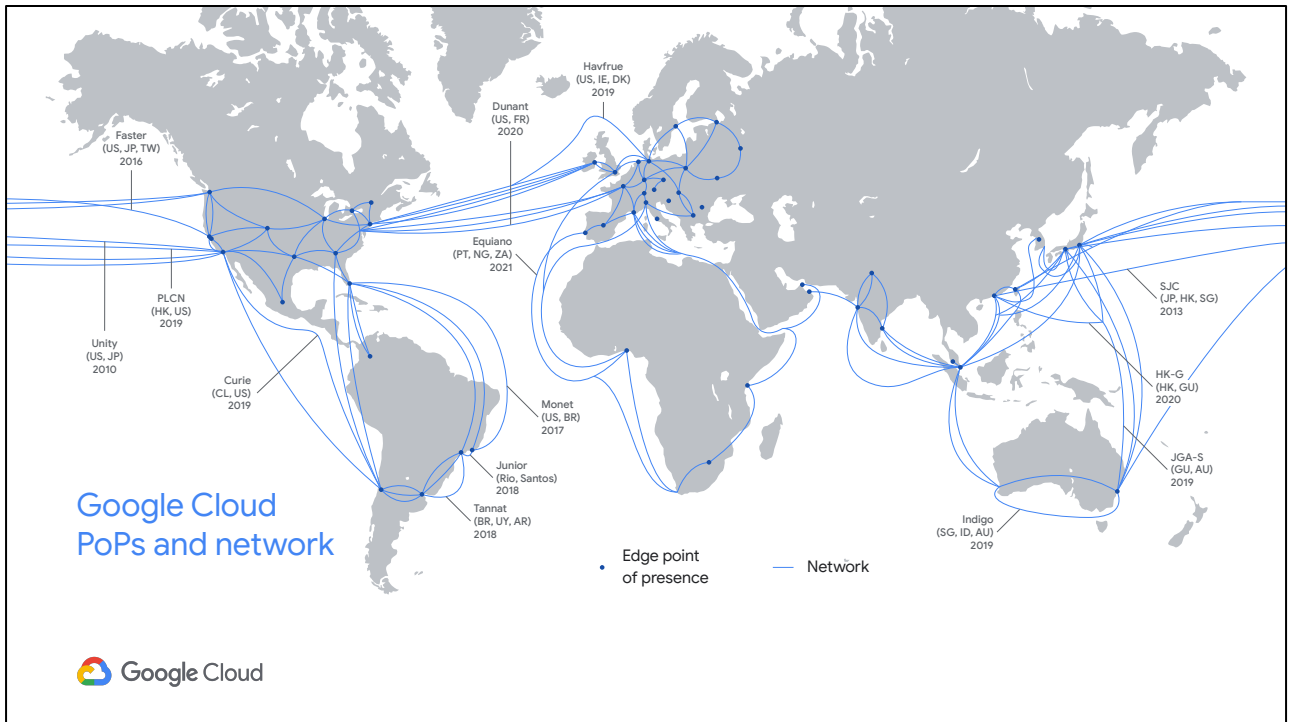 Havfrue
(US, IE, DK)
2019
Dunant
(US, FR)
2020
Faster
(US, JP, TW)
2016
Equiano
(PT, NG, ZA)
2021
PLCN
(HK, US)
2019
Unity
(US, JP)
2010
SJC
(JP, HK, SG)
2013
Curie
(CL, US)
2019
HK-G
(HK, GU)
2020
Monet
(US, BR)
2017
JGA-S
(GU, AU)
2019
Junior
(Rio, Santos)
2018
Tannat
(BR, UY, AR)
2018
Indigo
(SG, ID, AU)
2019
Google Cloud
PoPs and network
Edge point
of presence
Network
Google Cloud